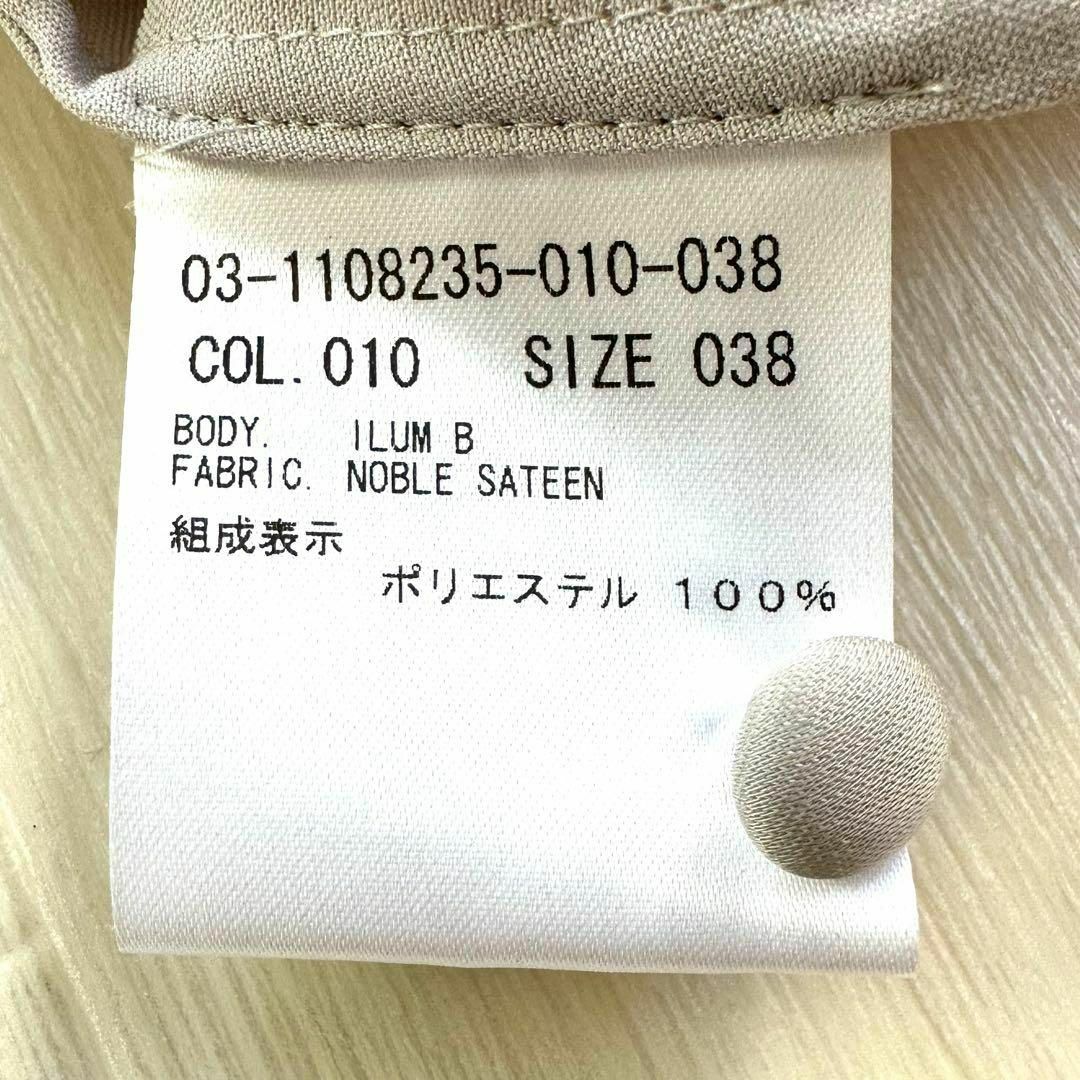 03-1108235-010-038
COL. 010 SIZE 038
BODY. ILUM B
FABRIC. NOBLE SATEEN
組成表示
ポリエステル 100%